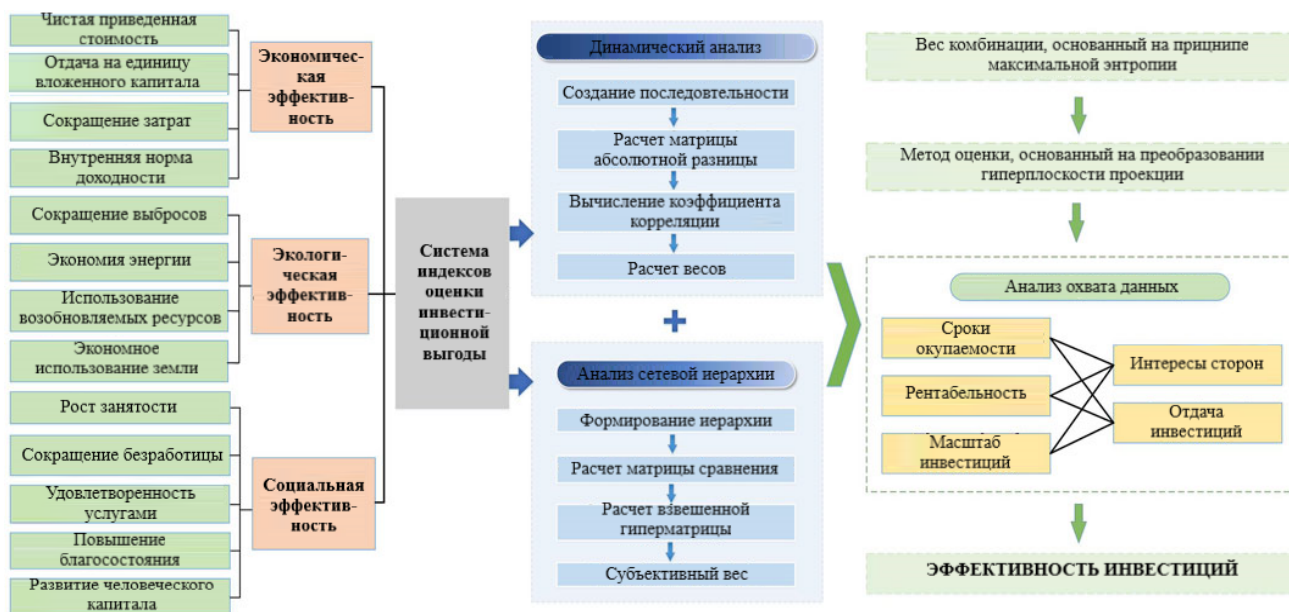 Чистая приведенная
стоимость
Отдача на единицу
вложенного капитала
Сокращение затрат
Внутренняя норма
доходности
Экономичес-
кая
эффектив-
ность
Сокращение выбросов
Экономия энергии
Использование
возобновляемых ресурсов
Экономное
использование земли
Экологи-
ческая
эффектив-
ность
Рост занятости
Сокращение безработицы
Удовлетворенность
услугами
Повышение
благосостояния
Развитие человеческого
капитала
Социальная
эффектив-
ность
Система
индексов
оценки
инвести-
ционной
выгоды
Динамический анализ
Создание последовтельности
Расчет матрицы
абсолютной разницы
Вычисление коэффициента
корреляции
Расчет весов
+
Анализ сетевой иерархии
Формирование иерархии
Расчет матрицы сравнения
Расчет взвешенной
гиперматрицы
Субъективный вес
Вес комбинации, основанный на прицнипе
максимальной энтропии
Метод оценки, основанный на преобразовании
гиперплоскости проекции
Анализ охвата данных
Сроки
окупаемости
Рентабельность
Масштаб
инвестиций
Интересы сторон
Отдача
инвестиций
ЭФФЕКТИВНОСТЬ ИНВЕСТИЦИЙ